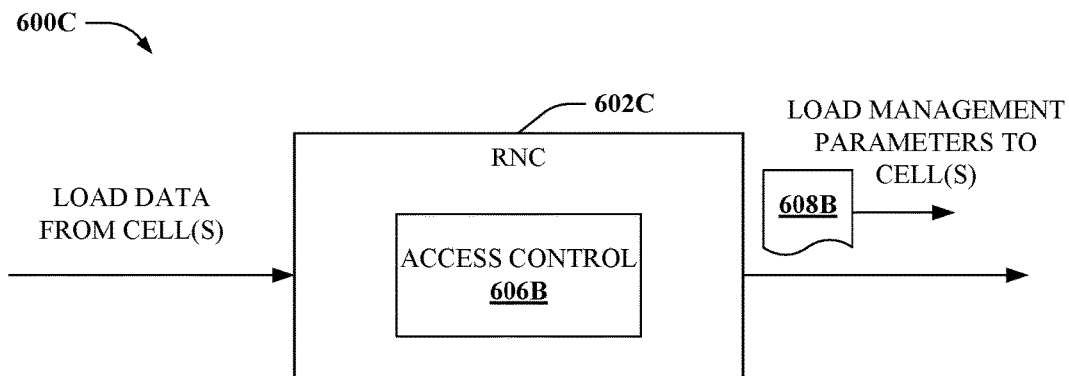 600C
602C
LOAD MANAGEMENT
PARAMETERS TO
CELL(S)
RNC
LOAD DATA
FROM CELL(S)
608B
ACCESS CONTROL
606B